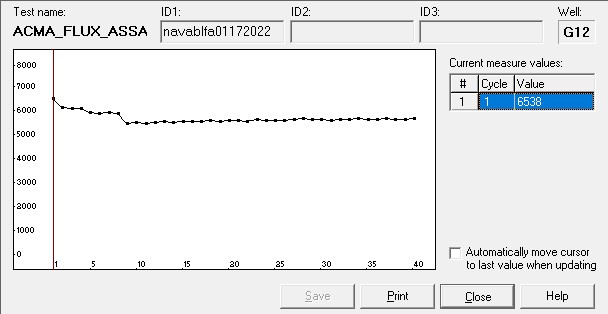 Test name: ID1: ID2: ID3: Well:
ACMA_FLUX_ASSA navablfa01172022 G12
Current measure values:
# Cycle Value
1 1 6538
8000
7000
6000
5000
4000
3000
2000
1000
0
1 5 10 15 20 25 30 35 40
Automatically move cursor
to last value when updating
Save Print Close Help